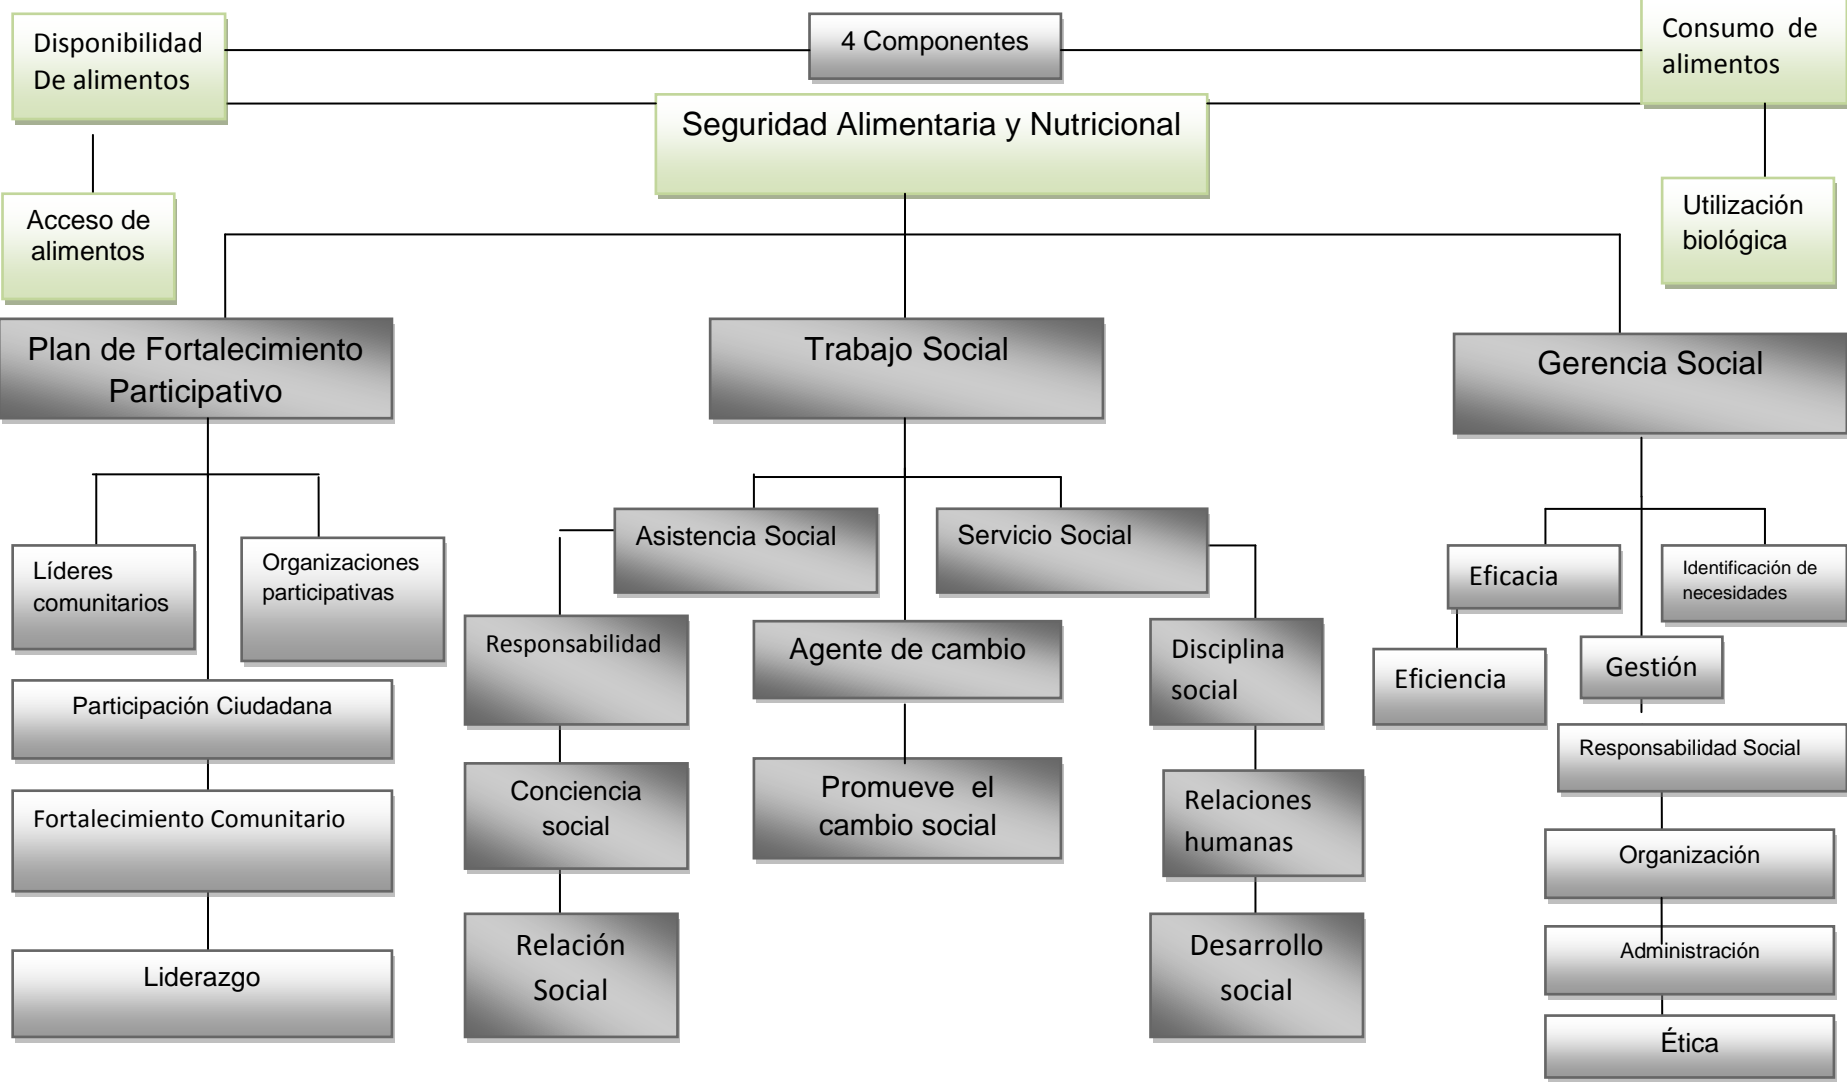 Disponibilidad
De alimentos
4 Componentes
Consumo de
alimentos
Seguridad Alimentaria y Nutricional
Acceso de
alimentos
Utilización
biológica
Plan de Fortalecimiento
Participativo
Trabajo Social
Gerencia Social
Líderes
comunitarios
Organizaciones
participativas
Participación Ciudadana
Fortalecimiento Comunitario
Liderazgo
Asistencia Social
Servicio Social
Responsabilidad
Agente de cambio
Disciplina
social
Conciencia
social
Promueve el
cambio social
Relaciones
humanas
Relación
Social
Desarrollo
social
Eficacia
Identificación de
necesidades
Eficiencia
Gestión
Responsabilidad Social
Organización
Administración
Ética